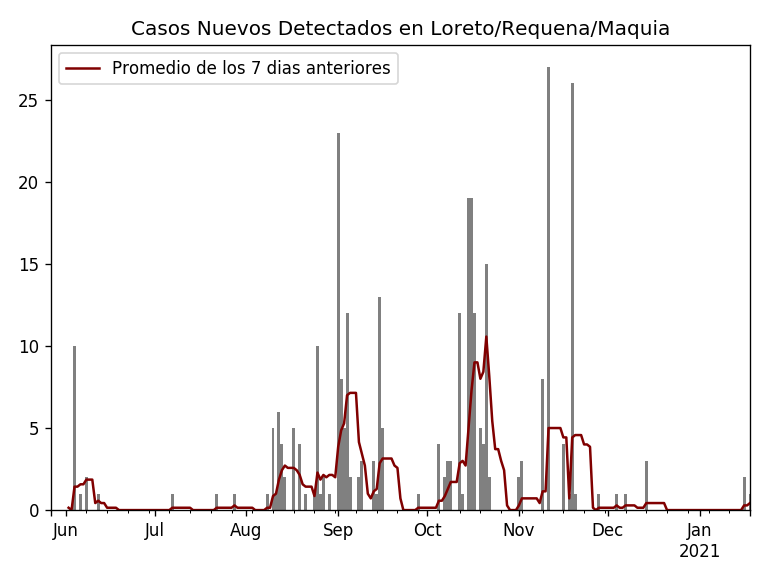 Casos Nuevos Detectados en Loreto/Requena/Maquia
Promedio de los 7 dias anteriores
25
20
15
10
5
0
Jun Jul Aug Sep Oct Nov Dec Jan
2021